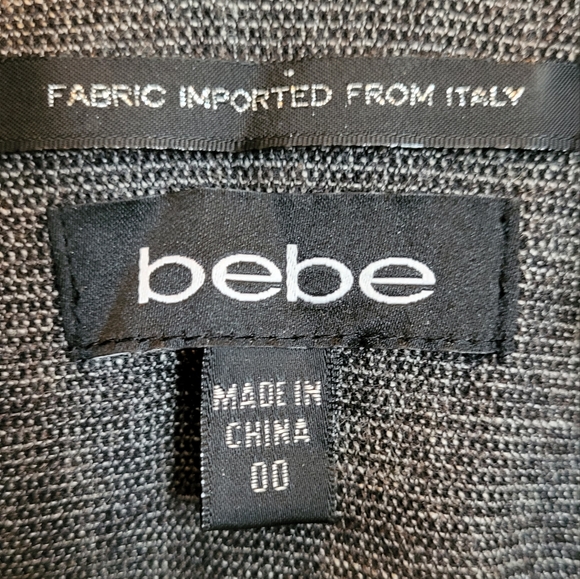 FABRIC IMPORTED FROM ITALY
bebe
MADE IN
CHINA
00